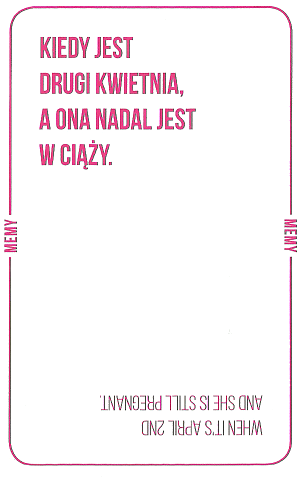 KIEDY JEST
DRUGI KWIETNIA,
A ONA NADAL JEST
W CIĄŻY.
MEMY
MEMY
WHEN IT'S APRIL 2ND
AND SHE IS STILL PREGNANT.